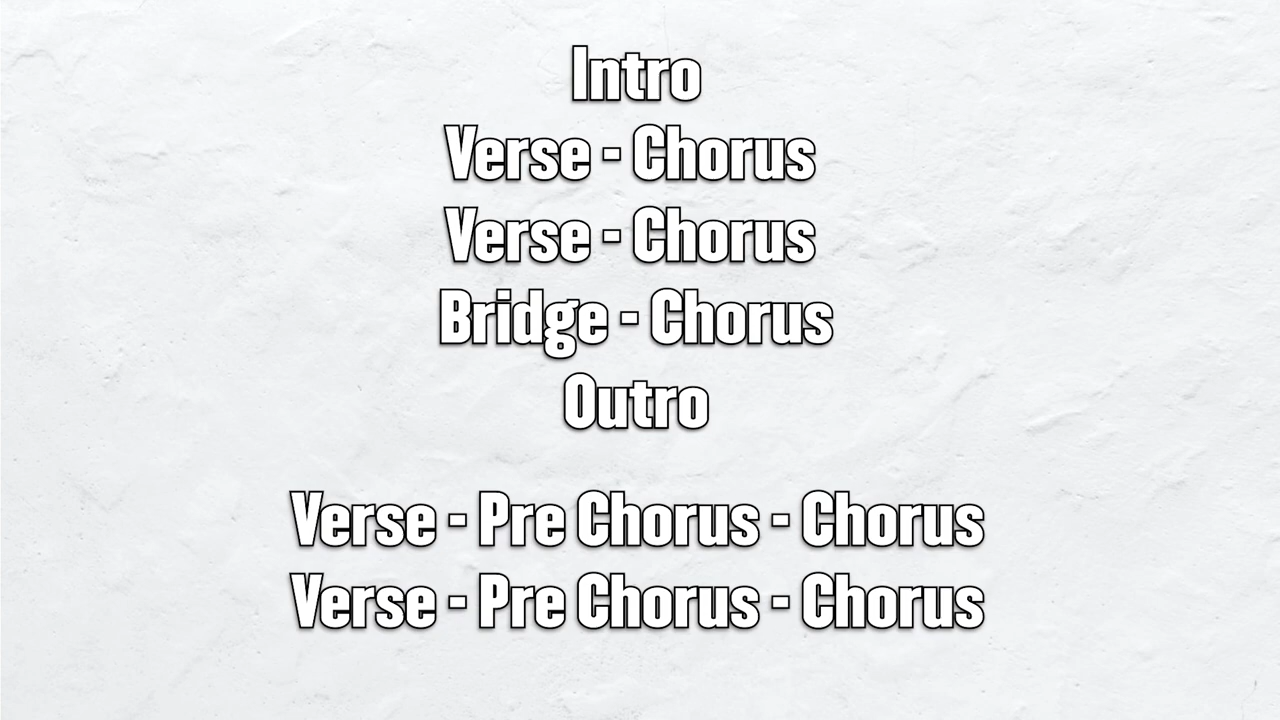 Intro
Verse - Chorus
Verse - Chorus
Bridge - Chorus
Outro
Verse - Pre Chorus - Chorus
Verse - Pre Chorus - Chorus